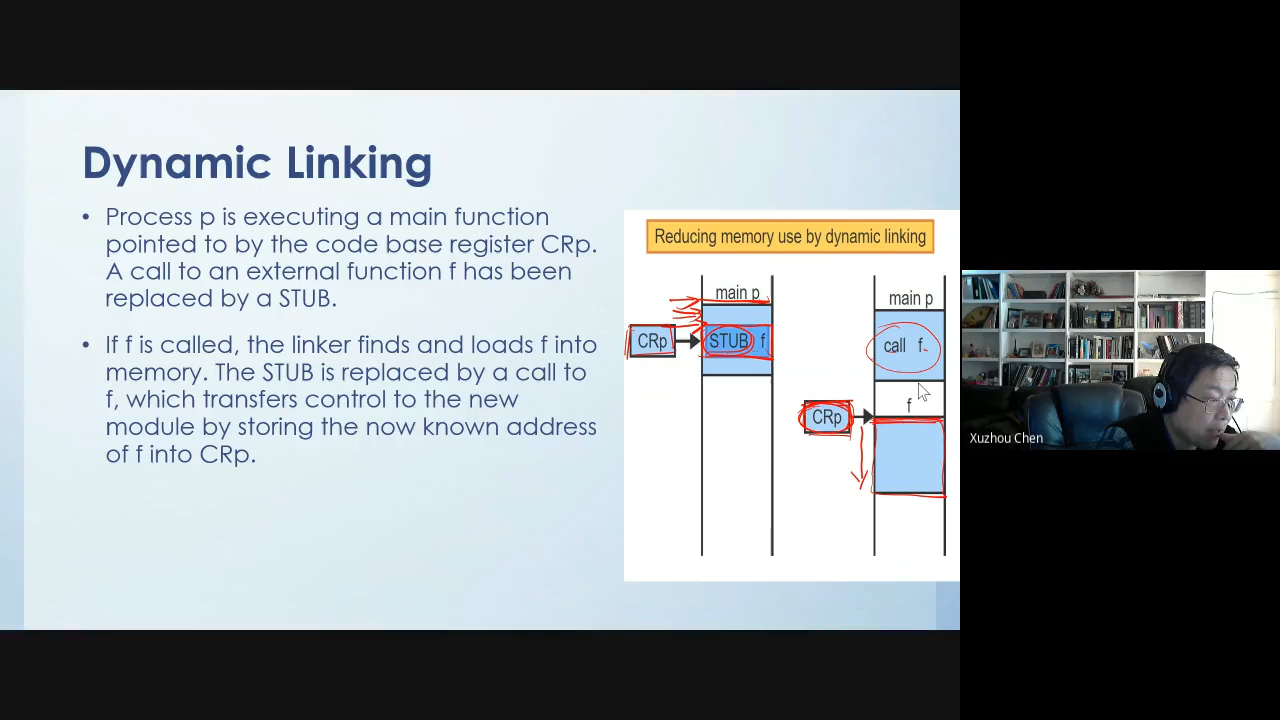 Dynamic Linking
• Process p is executing a main function
pointed to by the code base register CRp.
A call to an external function f has been
replaced by a STUB.
• If f is called, the linker finds and loads f into
memory. The STUB is replaced by a call to
f, which transfers control to the new
module by storing the now known address
of f into CRp.
Reducing memory use by dynamic linking
main p
CRp
STUB f
main p
call f
f
CRp
Xuzhou Chen